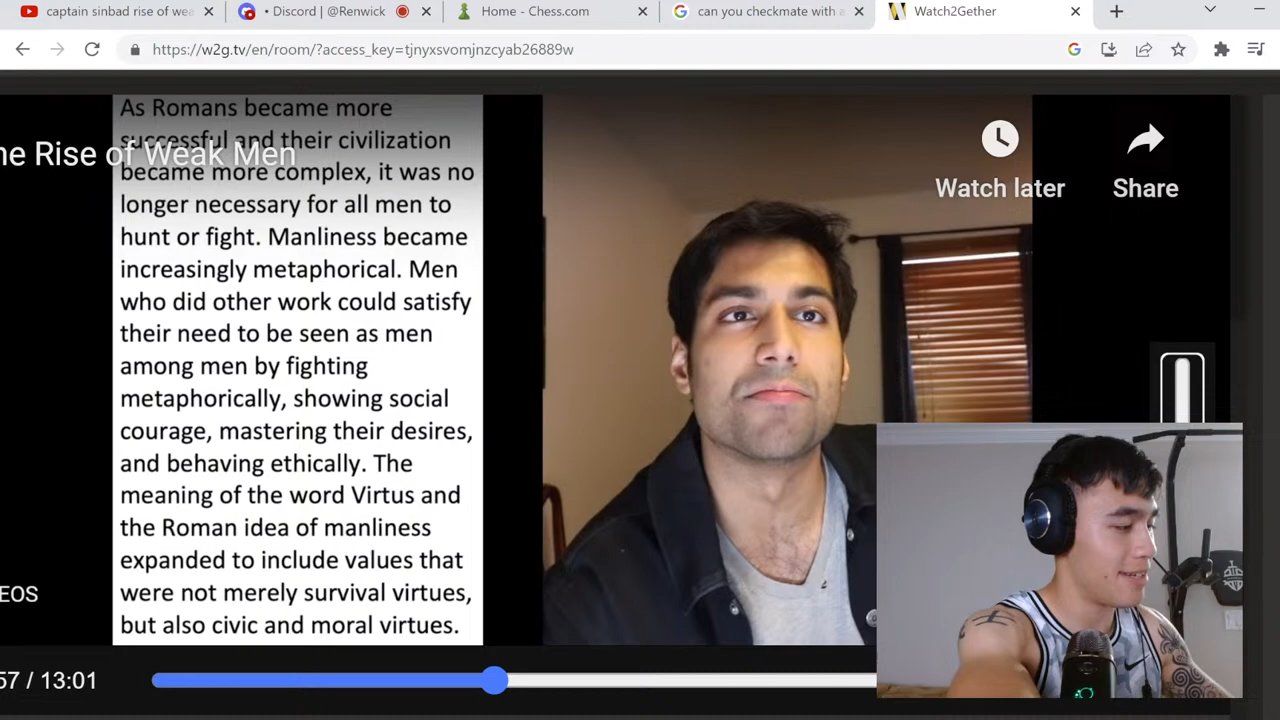 captain sinbad rise of wea
• Discord | @Renwick
Home - Chess.com
can you checkmate with a
Watch2Gether
https://w2g.tv/en/room/?access_key=tjnyxsvomjnzcyab26889w
he Rise of Weak Men
Watch later
Share
As Romans became more
successful and their civilization
became more complex, it was no
longer necessary for all men to
hunt or fight. Manliness became
increasingly metaphorical. Men
who did other work could satisfy
their need to be seen as men
among men by fighting
metaphorically, showing social
courage, mastering their desires,
and behaving ethically. The
meaning of the word Virtus and
the Roman idea of manliness
expanded to include values that
were not merely survival virtues,
but also civic and moral virtues.
EOS
57 / 13:01